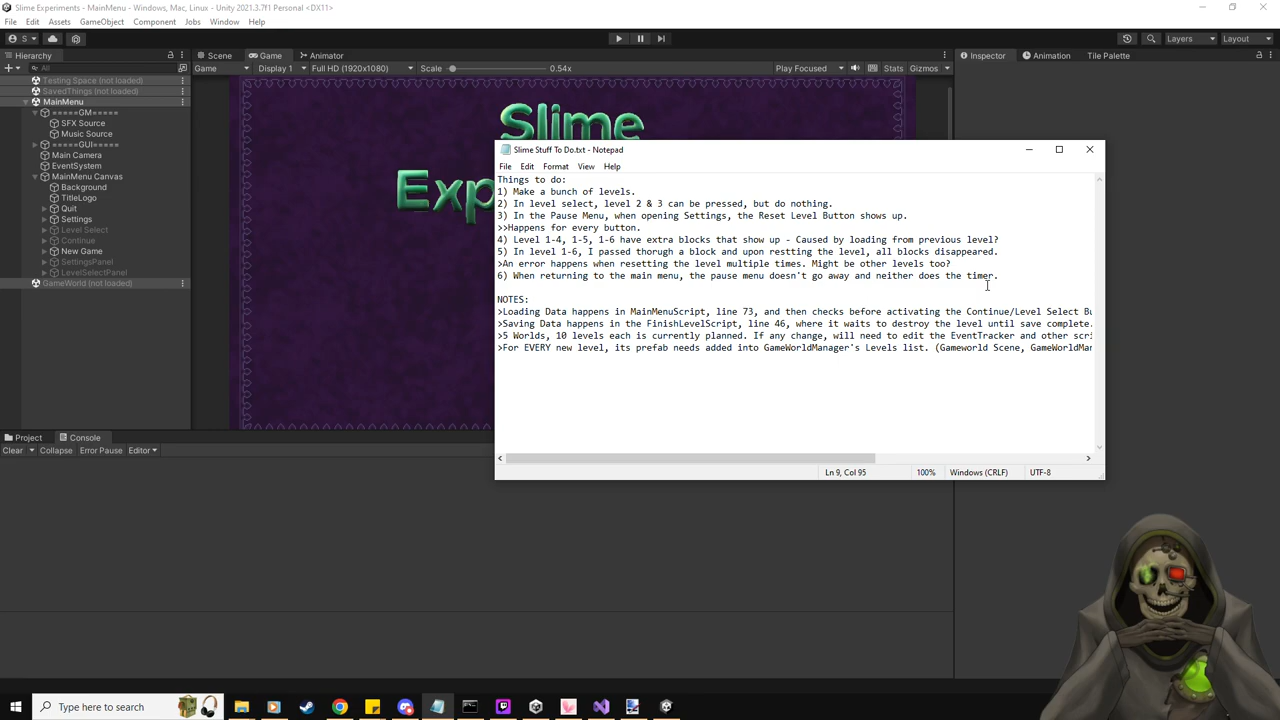 Slime Experiments - MainMenu - Windows, Mac, Linux - Unity 2021.3.7f1 Personal <DX11>
File Edit Assets GameObject Component Jobs Window Help
S Layers Layout
Hierarchy Scene Game Animator Inspector Animation Tile Palette
All Game Display 1 Full HD (1920x1080) Scale 0.54x Play Focused Stats Gizmos
Testing Space (not loaded)
SavedThings (not loaded)
MainMenu
=====GM=====
SFX Source
Music Source
=====GUI=====
Main Camera
EventSystem
MainMenu Canvas
Background
TitleLogo
Quit
Settings
Level Select
Continue
New Game
SettingsPanel
LevelSelectPanel
GameWorld (not loaded)
Slime
Exp
Slime Stuff To Do.txt - Notepad
File Edit Format View Help
Things to do:
1) Make a bunch of levels.
2) In level select, level 2 & 3 can be pressed, but do nothing.
3) In the Pause Menu, when opening Settings, the Reset Level Button shows up.
>>Happens for every button.
4) Level 1-4, 1-5, 1-6 have extra blocks that show up - Caused by loading from previous level?
5) In level 1-6, I passed thorugh a block and upon restting the level, all blocks disappeared.
>An error happens when resetting the level multiple times. Might be other levels too?
6) When returning to the main menu, the pause menu doesn't go away and neither does the timer.
NOTES:
>Loading Data happens in MainMenuScript, line 73, and then checks before activating the Continue/Level Select Bu
>Saving Data happens in the FinishLevelScript, line 46, where it waits to destroy the level until save complete.
>5 Worlds, 10 levels each is currently planned. If any change, will need to edit the EventTracker and other scri
>For EVERY new level, its prefab needs added into GameWorldManager's Levels list. (Gameworld Scene, GameWorldMan
Ln 9, Col 95 100% Windows (CRLF) UTF-8
Project Console
Clear Collapse Error Pause Editor
Type here to search